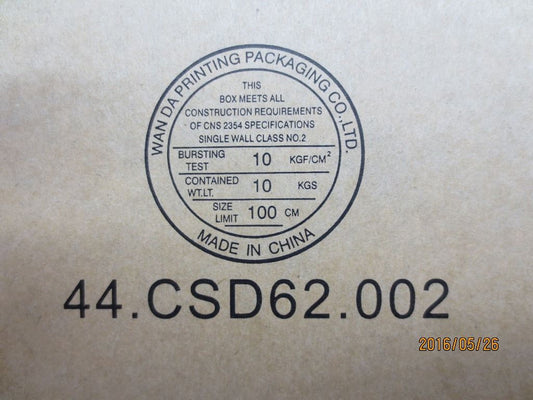 WAN DA PRINTING PACKAGING CO.,LTD.
THIS
BOX MEETS ALL
CONSTRUCTION REQUIREMENTS
OF CNS 2354 SPECIFICATIONS
SINGLE WALL CLASS NO.2
BURSTING TEST 10 KGF/CM²
CONTAINED WT.LT. 10 KGS
SIZE LIMIT 100 CM
MADE IN CHINA
44.CSD62.002
2016/05/26